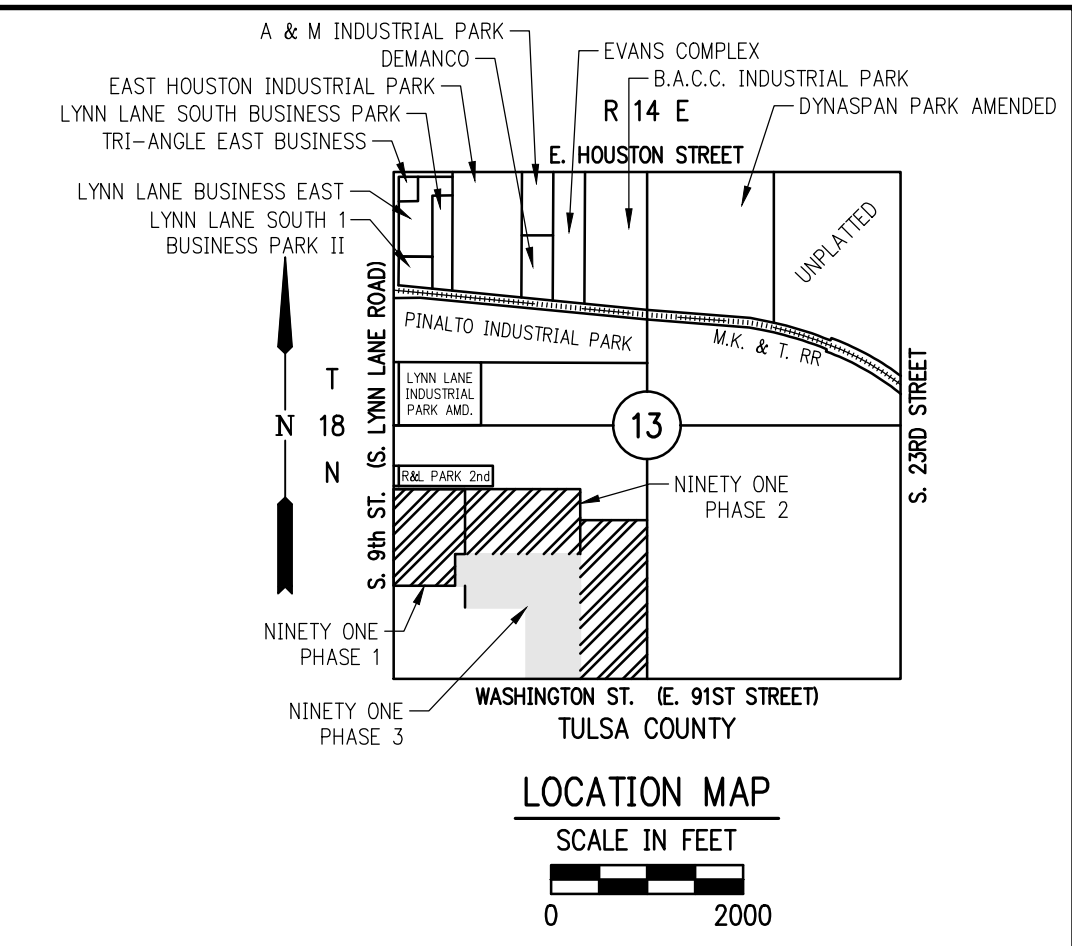 A & M INDUSTRIAL PARK
DEMANCO
EVANS COMPLEX
EAST HOUSTON INDUSTRIAL PARK
B.A.C.C. INDUSTRIAL PARK
LYNN LANE SOUTH BUSINESS PARK
R 14 E
DYNASPAN PARK AMENDED
TRI-ANGLE EAST BUSINESS
E. HOUSTON STREET
LYNN LANE BUSINESS EAST
LYNN LANE SOUTH 1
BUSINESS PARK II
UNPLATTED
PINALTO INDUSTRIAL PARK
M.K. & T. RR
S. 9th ST. (S. LYNN LANE ROAD)
T
18
N
N
LYNN LANE
INDUSTRIAL
PARK AMD.
13
S. 23RD STREET
R&L PARK 2nd
NINETY ONE
PHASE 2
NINETY ONE
PHASE 1
NINETY ONE
PHASE 3
WASHINGTON ST. (E. 91ST STREET)
TULSA COUNTY
LOCATION MAP
SCALE IN FEET
0 2000